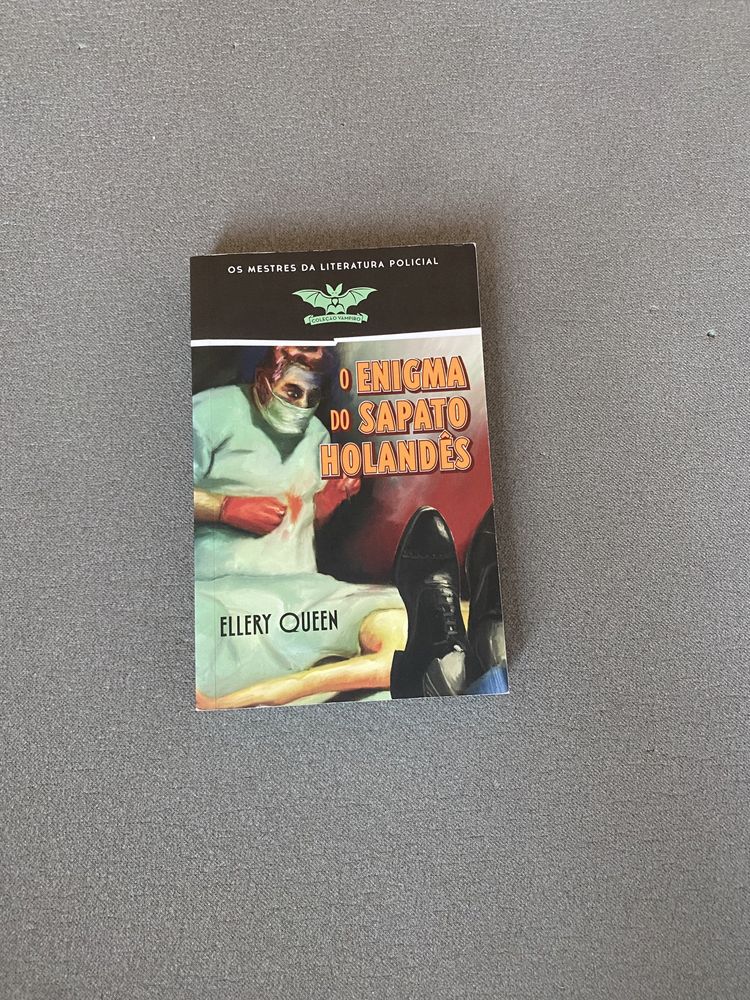 OS MESTRES DA LITERATURA POLICIAL
COLEÇÃO VAMPIRO
O ENIGMA
DO SAPATO
HOLANDÊS
ELLERY QUEEN